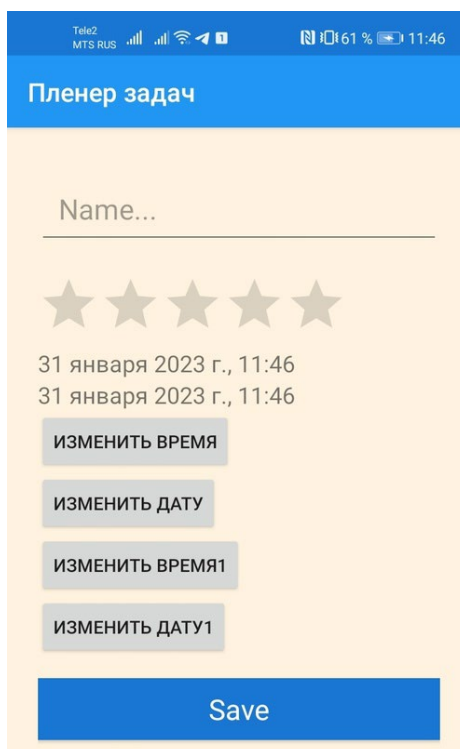 Tele2
MTS RUS 1 61 % 11:46
Пленер задач
Name...
31 января 2023 г., 11:46
31 января 2023 г., 11:46
ИЗМЕНИТЬ ВРЕМЯ
ИЗМЕНИТЬ ДАТУ
ИЗМЕНИТЬ ВРЕМЯ1
ИЗМЕНИТЬ ДАТУ1
Save